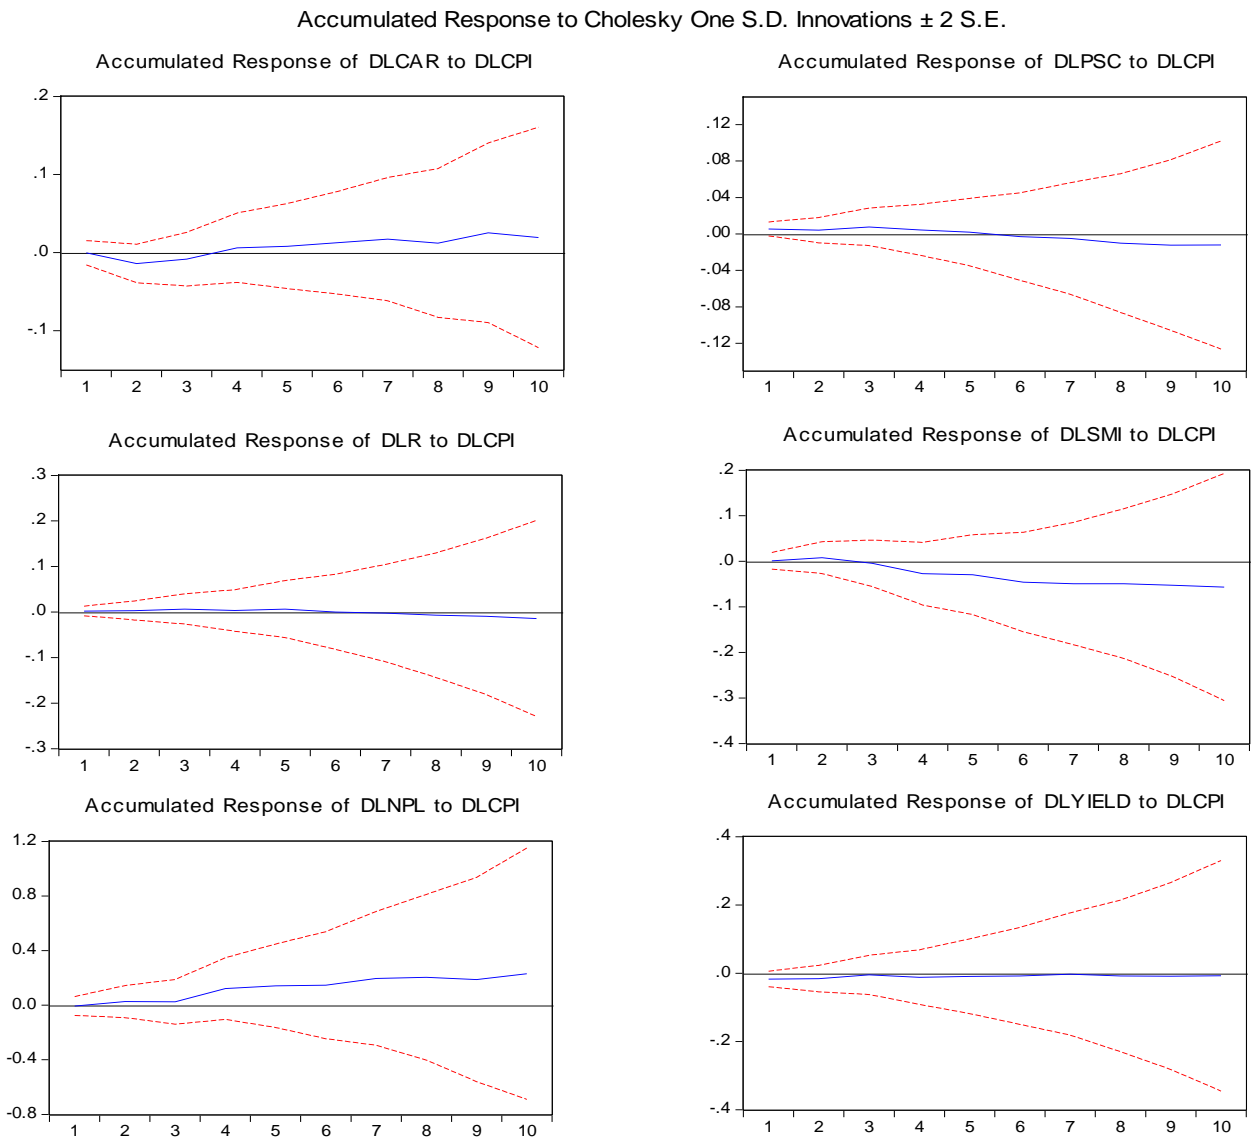 Accumulated Response to Cholesky One S.D. Innovations ± 2 S.E.
Accumulated Response of DLCAR to DLCPI
.2
.1
.0
-.1
1 2 3 4 5 6 7 8 9 10
Accumulated Response of DLPSC to DLCPI
.12
.08
.04
.00
-.04
-.08
-.12
1 2 3 4 5 6 7 8 9 10
Accumulated Response of DLR to DLCPI
.3
.2
.1
.0
-.1
-.2
-.3
1 2 3 4 5 6 7 8 9 10
Accumulated Response of DLSMI to DLCPI
.2
.1
.0
-.1
-.2
-.3
-.4
1 2 3 4 5 6 7 8 9 10
Accumulated Response of DLNPL to DLCPI
1.2
0.8
0.4
0.0
-0.4
-0.8
1 2 3 4 5 6 7 8 9 10
Accumulated Response of DLYIELD to DLCPI
.4
.2
.0
-.2
-.4
1 2 3 4 5 6 7 8 9 10